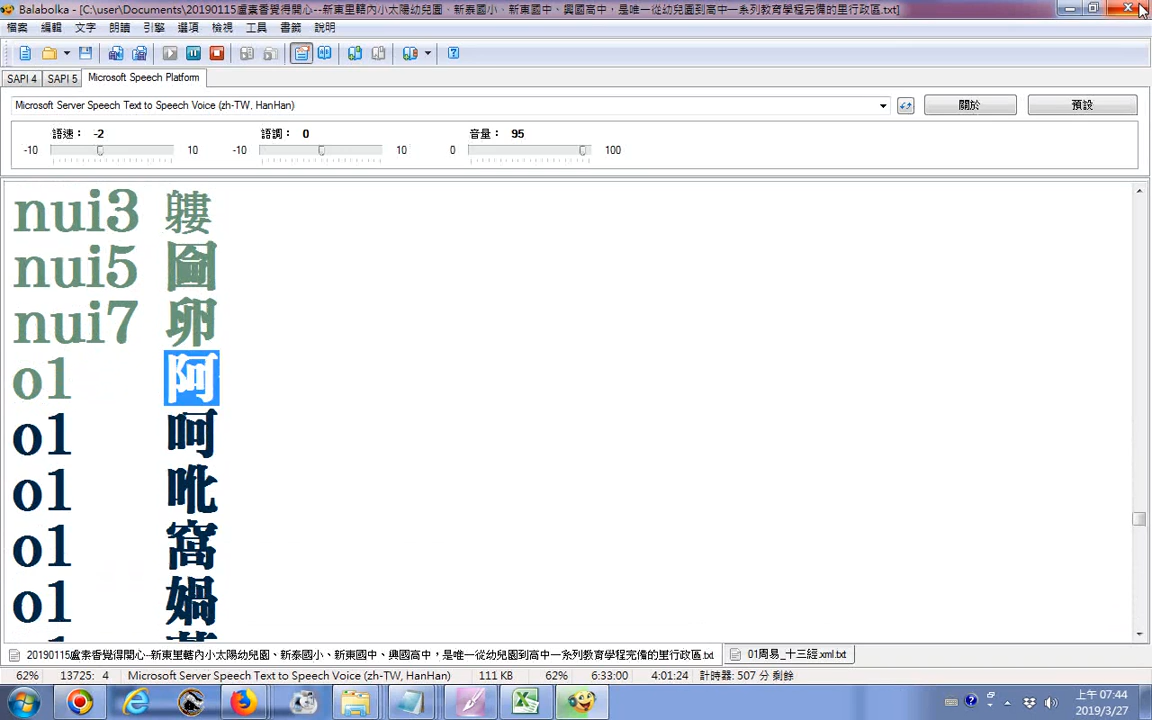 Balabolka - [C:\user\Documents\20190115盧素香覺得開心--新東里轄內小太陽幼兒園、新泰國小、新東國中、興國高中，是唯一從幼兒園到高中一系列教育學程完備的里行政區.txt]
檔案 編輯 文字 朗讀 引擎 選項 檢視 工具 書籤 說明
SAPI 4 SAPI 5 Microsoft Speech Platform
Microsoft Server Speech Text to Speech Voice (zh-TW, HanHan) 關於 預設
語速： -2 語調： 0 音量： 95
-10 10 -10 10 0 100
nui3 軁
nui5
nui7 卵
o1 阿
o1 呵
o1
o1 窩
o1 媧
20190115盧素香覺得開心--新東里轄內小太陽幼兒園、新泰國小、新東國中、興國高中，是唯一從幼兒園到高中一系列教育學程完備的里行政區.txt 01周易_十三經.xml.txt
62% 13725: 4 Microsoft Server Speech Text to Speech Voice (zh-TW, HanHan) 111 KB 62% 6:33:00 4:01:24 計時器: 507 分 剩餘
上午 07:44
2019/3/27